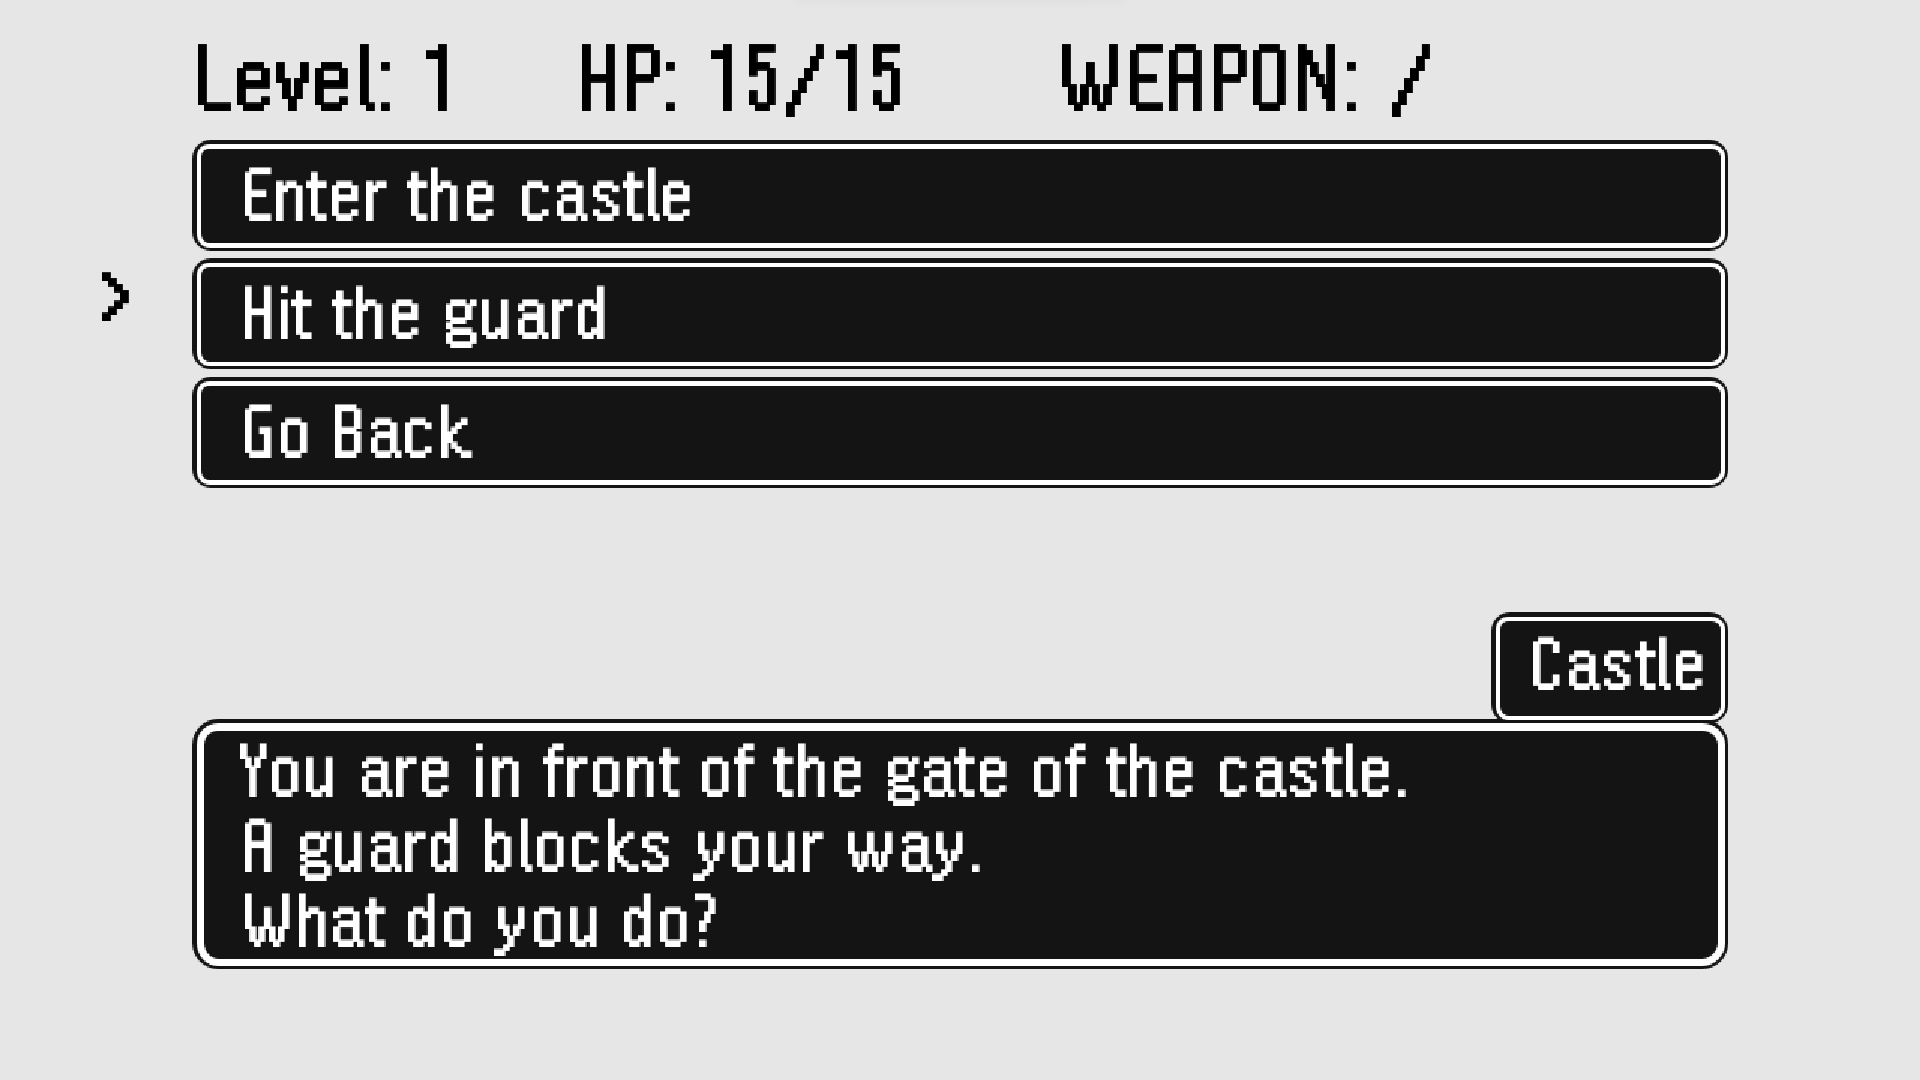 Level: 1 HP: 15/15 WEAPON: /
Enter the castle
> Hit the guard
Go Back
Castle
You are in front of the gate of the castle.
A guard blocks your way.
What do you do?